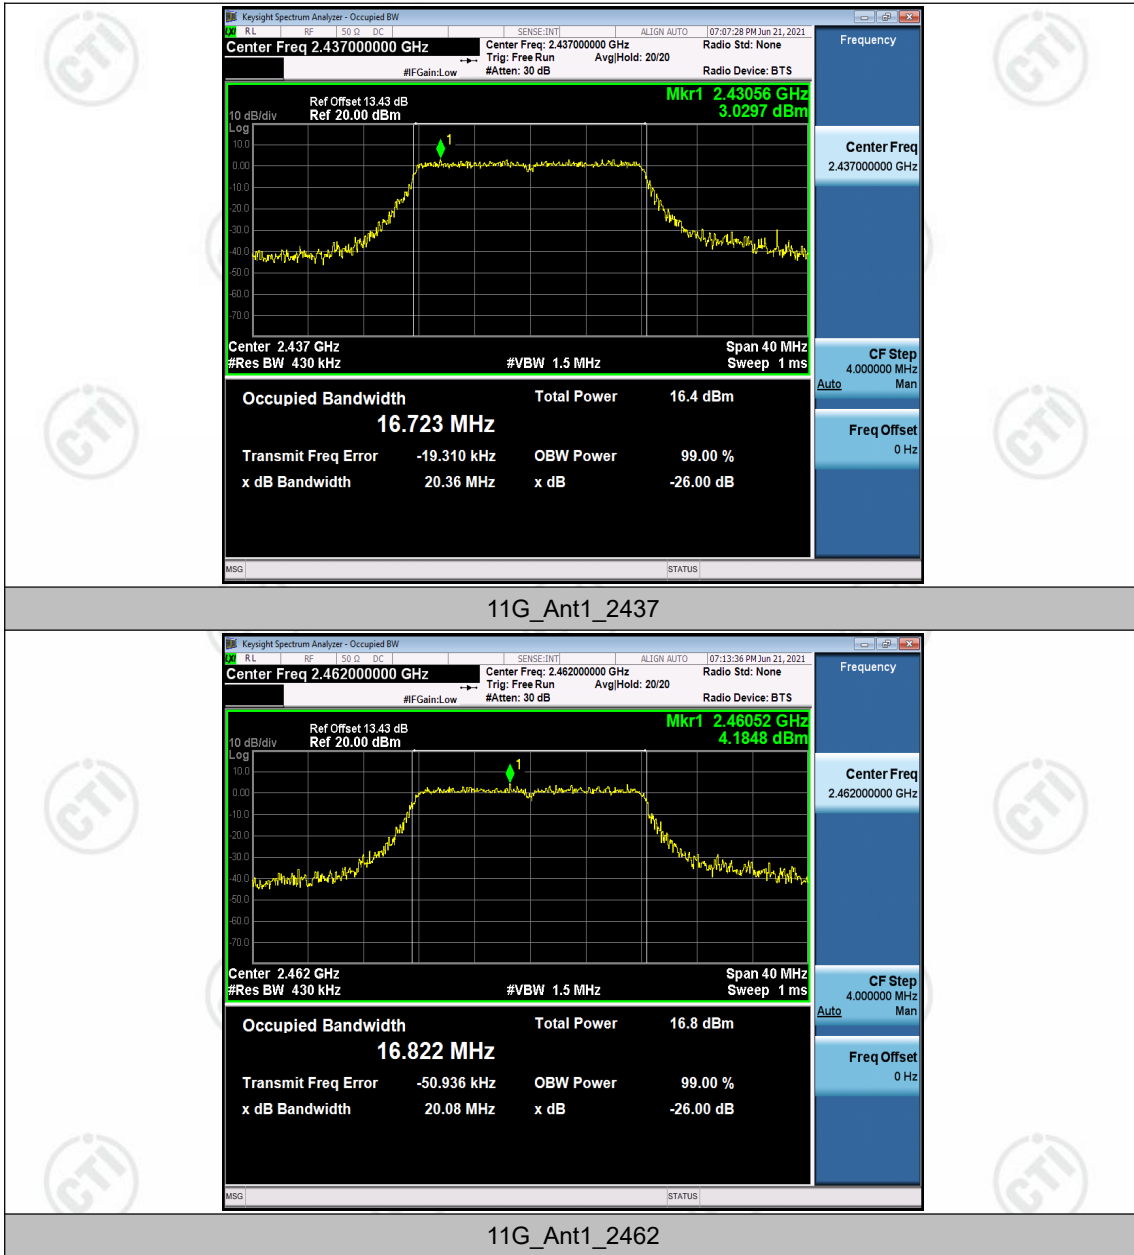 Keysight Spectrum Analyzer - Occupied BW
LXI RL RF 50 Ω DC SENSE:INT ALIGN AUTO 07:07:28 PM Jun 21, 2021
Center Freq 2.437000000 GHz
Center Freq: 2.437000000 GHz
Radio Std: None
Trig: Free Run Avg|Hold: 20/20
#IFGain:Low #Atten: 30 dB Radio Device: BTS
Frequency
Ref Offset 13.43 dB
Mkr1 2.43056 GHz
10 dB/div Ref 20.00 dBm 3.0297 dBm
Log
10.0
0.00
-10.0
-20.0
-30.0
-40.0
-50.0
-60.0
-70.0
1
Center Freq
2.437000000 GHz
Center 2.437 GHz Span 40 MHz
#Res BW 430 kHz #VBW 1.5 MHz Sweep 1 ms
CF Step
4.000000 MHz
Auto Man
Occupied Bandwidth Total Power 16.4 dBm
16.723 MHz
Freq Offset
0 Hz
Transmit Freq Error -19.310 kHz OBW Power 99.00 %
x dB Bandwidth 20.36 MHz x dB -26.00 dB
MSG STATUS
11G_Ant1_2437
Keysight Spectrum Analyzer - Occupied BW
LXI RL RF 50 Ω DC SENSE:INT ALIGN AUTO 07:13:36 PM Jun 21, 2021
Center Freq 2.462000000 GHz
Center Freq: 2.462000000 GHz
Radio Std: None
Trig: Free Run Avg|Hold: 20/20
#IFGain:Low #Atten: 30 dB Radio Device: BTS
Frequency
Ref Offset 13.43 dB
Mkr1 2.46052 GHz
10 dB/div Ref 20.00 dBm 4.1848 dBm
Log
10.0
0.00
-10.0
-20.0
-30.0
-40.0
-50.0
-60.0
-70.0
1
Center Freq
2.462000000 GHz
Center 2.462 GHz Span 40 MHz
#Res BW 430 kHz #VBW 1.5 MHz Sweep 1 ms
CF Step
4.000000 MHz
Auto Man
Occupied Bandwidth Total Power 16.8 dBm
16.822 MHz
Freq Offset
0 Hz
Transmit Freq Error -50.936 kHz OBW Power 99.00 %
x dB Bandwidth 20.08 MHz x dB -26.00 dB
MSG STATUS
11G_Ant1_2462
CTI
CTI
CTI
CTI
CTI
CTI
CTI
CTI